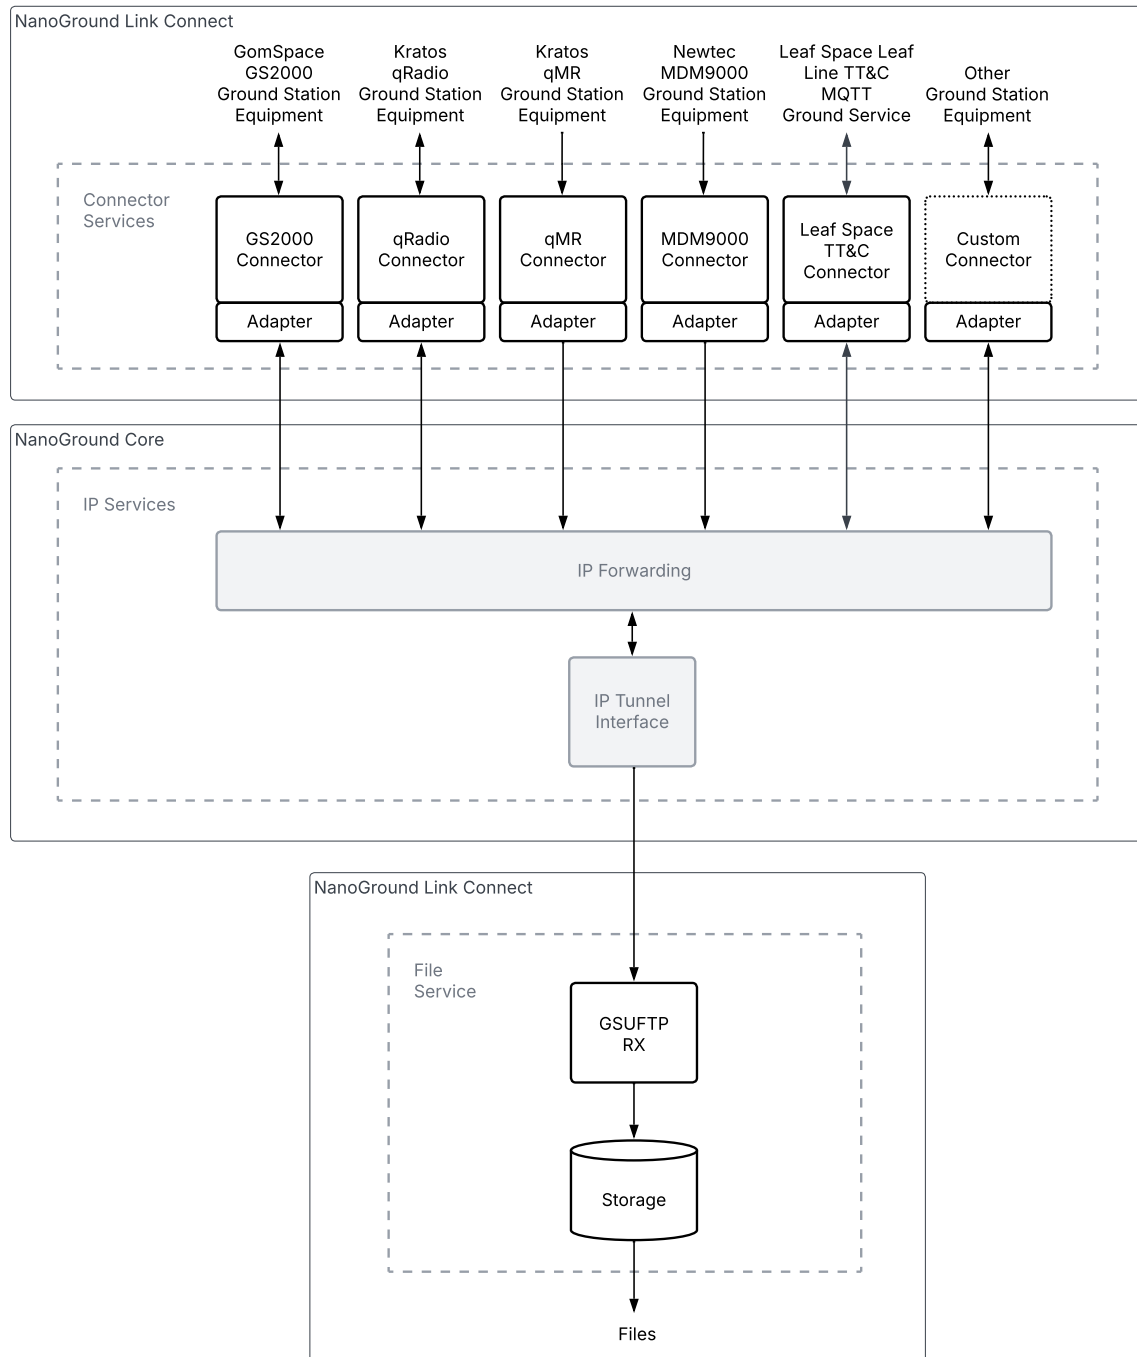 NanoGround Link Connect
GomSpace
GS2000
Ground Station
Equipment
Kratos
qRadio
Ground Station
Equipment
Kratos
qMR
Ground Station
Equipment
Newtec
MDM9000
Ground Station
Equipment
Leaf Space Leaf
Line TT&C
MQTT
Ground Service
Other
Ground Station
Equipment
Connector
Services
GS2000
Connector
qRadio
Connector
qMR
Connector
MDM9000
Connector
Leaf Space
TT&C
Connector
Custom
Connector
Adapter
Adapter
Adapter
Adapter
Adapter
Adapter
NanoGround Core
IP Services
IP Forwarding
IP Tunnel
Interface
NanoGround Link Connect
File
Service
GSUFTP
RX
Storage
Files